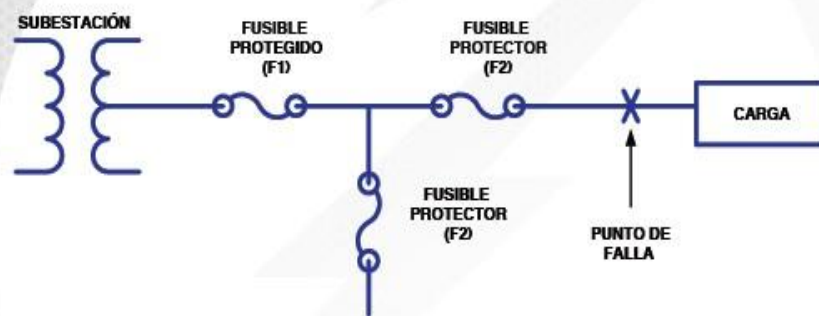 SUBESTACIÓN
FUSIBLE
PROTEGIDO
(F1)
FUSIBLE
PROTECTOR
(F2)
CARGA
FUSIBLE
PROTECTOR
(F2)
PUNTO DE
FALLA